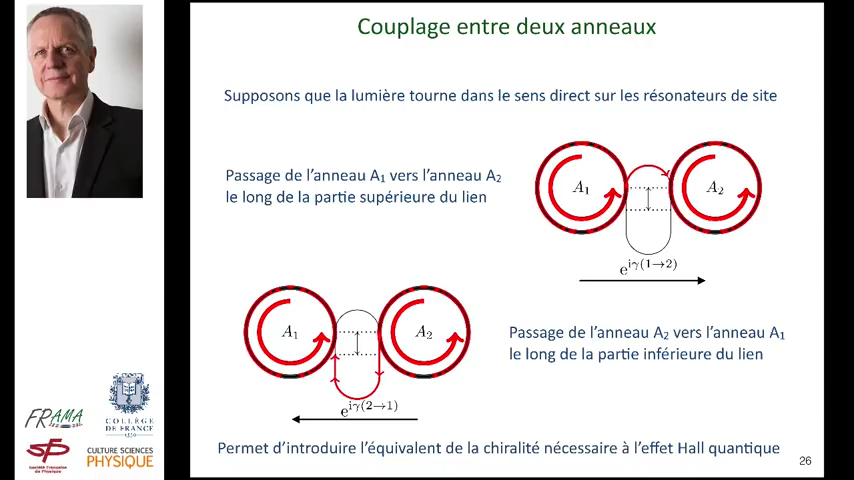 Couplage entre deux anneaux
Supposons que la lumière tourne dans le sens direct sur les résonateurs de site
Passage de l'anneau A₁ vers l'anneau A₂
le long de la partie supérieure du lien
A₁
A₂
e^{iγ(1→2)}
A₁
A₂
e^{iγ(2→1)}
Passage de l'anneau A₂ vers l'anneau A₁
le long de la partie inférieure du lien
Permet d'introduire l'équivalent de la chiralité nécessaire à l'effet Hall quantique
26
FRAMA
COLLÈGE
DE FRANCE
1530
sfp
Société Française
de Physique
CULTURE SCIENCES
PHYSIQUE